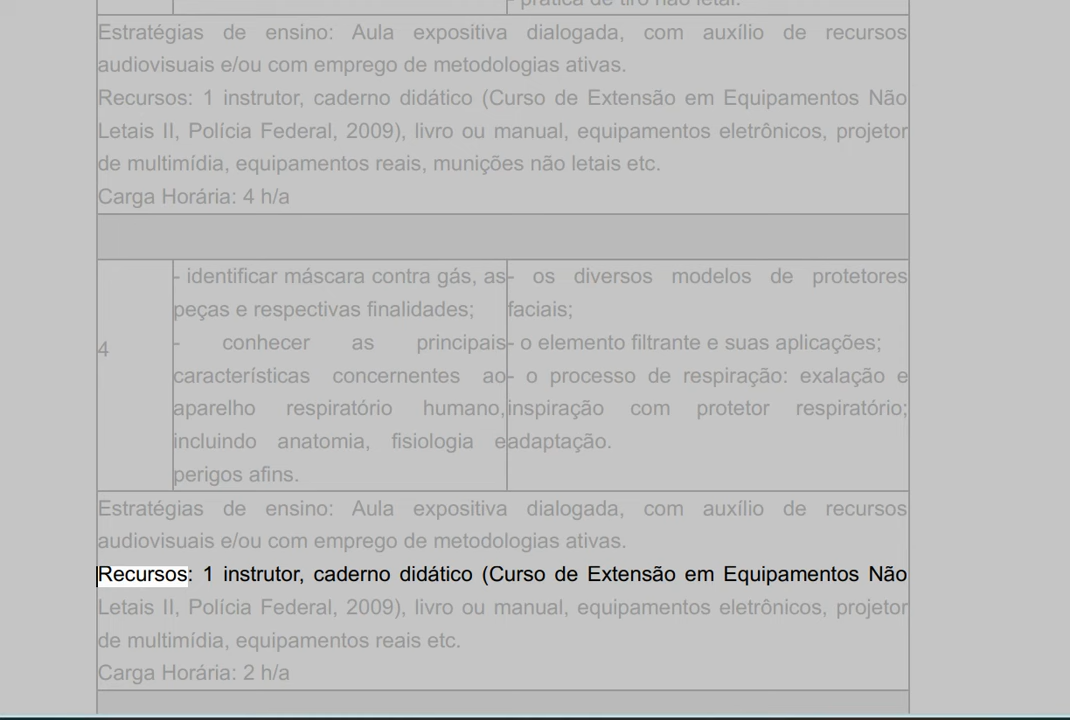 - prática de tiro não letal.
Estratégias de ensino: Aula expositiva dialogada, com auxílio de recursos
audiovisuais e/ou com emprego de metodologias ativas.
Recursos: 1 instrutor, caderno didático (Curso de Extensão em Equipamentos Não
Letais II, Polícia Federal, 2009), livro ou manual, equipamentos eletrônicos, projetor
de multimídia, equipamentos reais, munições não letais etc.
Carga Horária: 4 h/a
4
- identificar máscara contra gás, as
peças e respectivas finalidades;
- conhecer as principais
características concernentes ao
aparelho respiratório humano,
incluindo anatomia, fisiologia e
perigos afins.
- os diversos modelos de protetores
faciais;
- o elemento filtrante e suas aplicações;
- o processo de respiração: exalação e
inspiração com protetor respiratório;
adaptação.
Estratégias de ensino: Aula expositiva dialogada, com auxílio de recursos
audiovisuais e/ou com emprego de metodologias ativas.
Recursos: 1 instrutor, caderno didático (Curso de Extensão em Equipamentos Não
Letais II, Polícia Federal, 2009), livro ou manual, equipamentos eletrônicos, projetor
de multimídia, equipamentos reais etc.
Carga Horária: 2 h/a